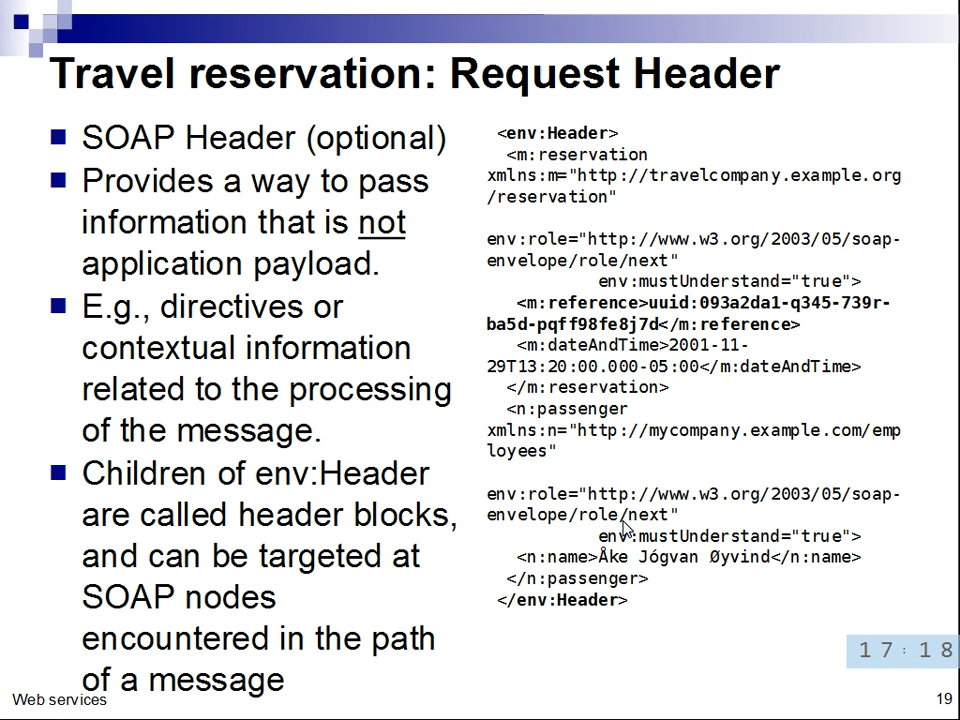 Travel reservation: Request Header
SOAP Header (optional)
Provides a way to pass
information that is not
application payload.
E.g., directives or
contextual information
related to the processing
of the message.
Children of env:Header
are called header blocks,
and can be targeted at
SOAP nodes
encountered in the path
of a message
<env:Header>
<m:reservation
xmlns:m="http://travelcompany.example.org
/reservation"
env:role="http://www.w3.org/2003/05/soap-
envelope/role/next"
env:mustUnderstand="true">
<m:reference>uuid:093a2da1-q345-739r-
ba5d-pqff98fe8j7d</m:reference>
<m:dateAndTime>2001-11-
29T13:20:00.000-05:00</m:dateAndTime>
</m:reservation>
<n:passenger
xmlns:n="http://mycompany.example.com/emp
loyees"
env:role="http://www.w3.org/2003/05/soap-
envelope/role/next"
env:mustUnderstand="true">
<n:name>Åke Jógvan Øyvind</n:name>
</n:passenger>
</env:Header>
17:18
Web services
19